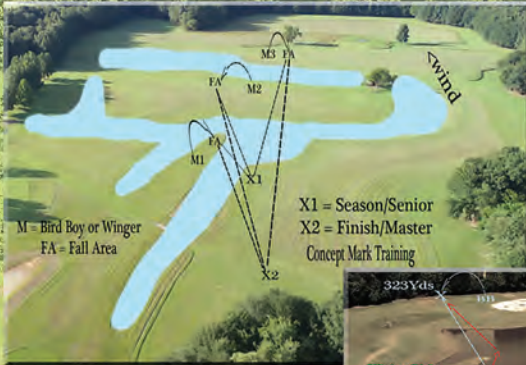 M3
FA
FA
M2
<wind
FA
M1
X1
X1 = Season/Senior
X2 = Finish/Master
M = Bird Boy or Winger
FA = Fall Area
Concept Mark Training
X2
323Yds
BB